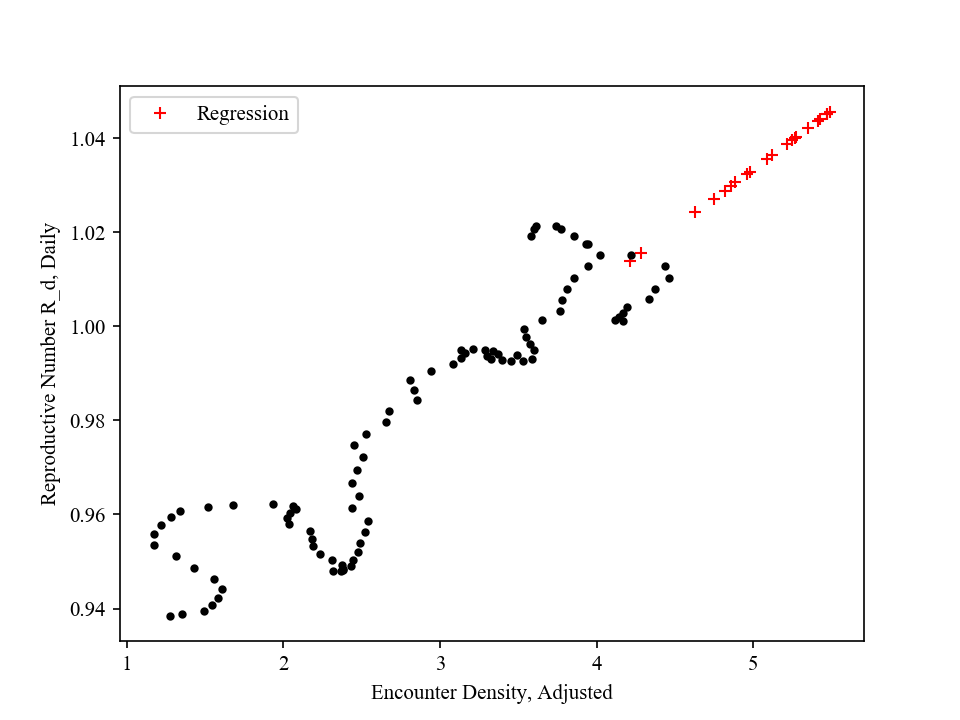 Regression
1.04
1.02
1.00
0.98
0.96
0.94
Reproductive Number R_d, Daily
1 2 3 4 5
Encounter Density, Adjusted